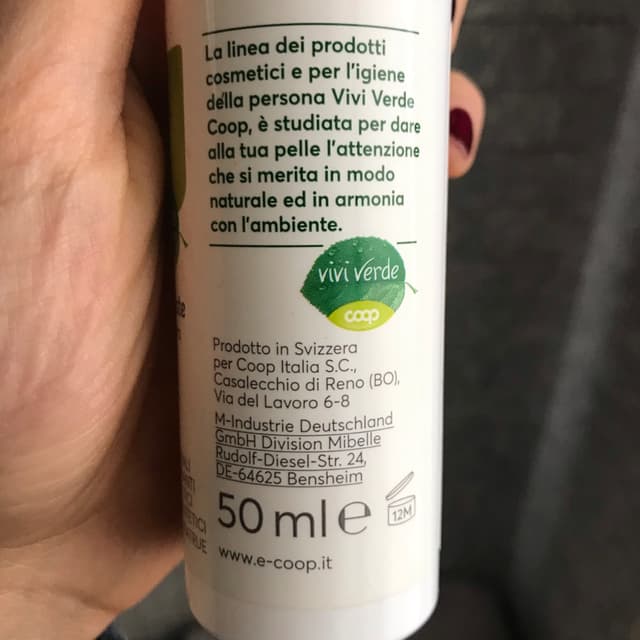 La linea dei prodotti
cosmetici e per l'igiene
della persona Vivi Verde
Coop, è studiata per dare
alla tua pelle l'attenzione
che si merita in modo
naturale ed in armonia
con l'ambiente.
vivi verde
coop
Prodotto in Svizzera
per Coop Italia S.C.,
Casalecchio di Reno (BO),
Via del Lavoro 6-8
M-Industrie Deutschland
GmbH Division Mibelle
Rudolf-Diesel-Str. 24,
DE-64625 Bensheim
50 ml e
12M
www.e-coop.it